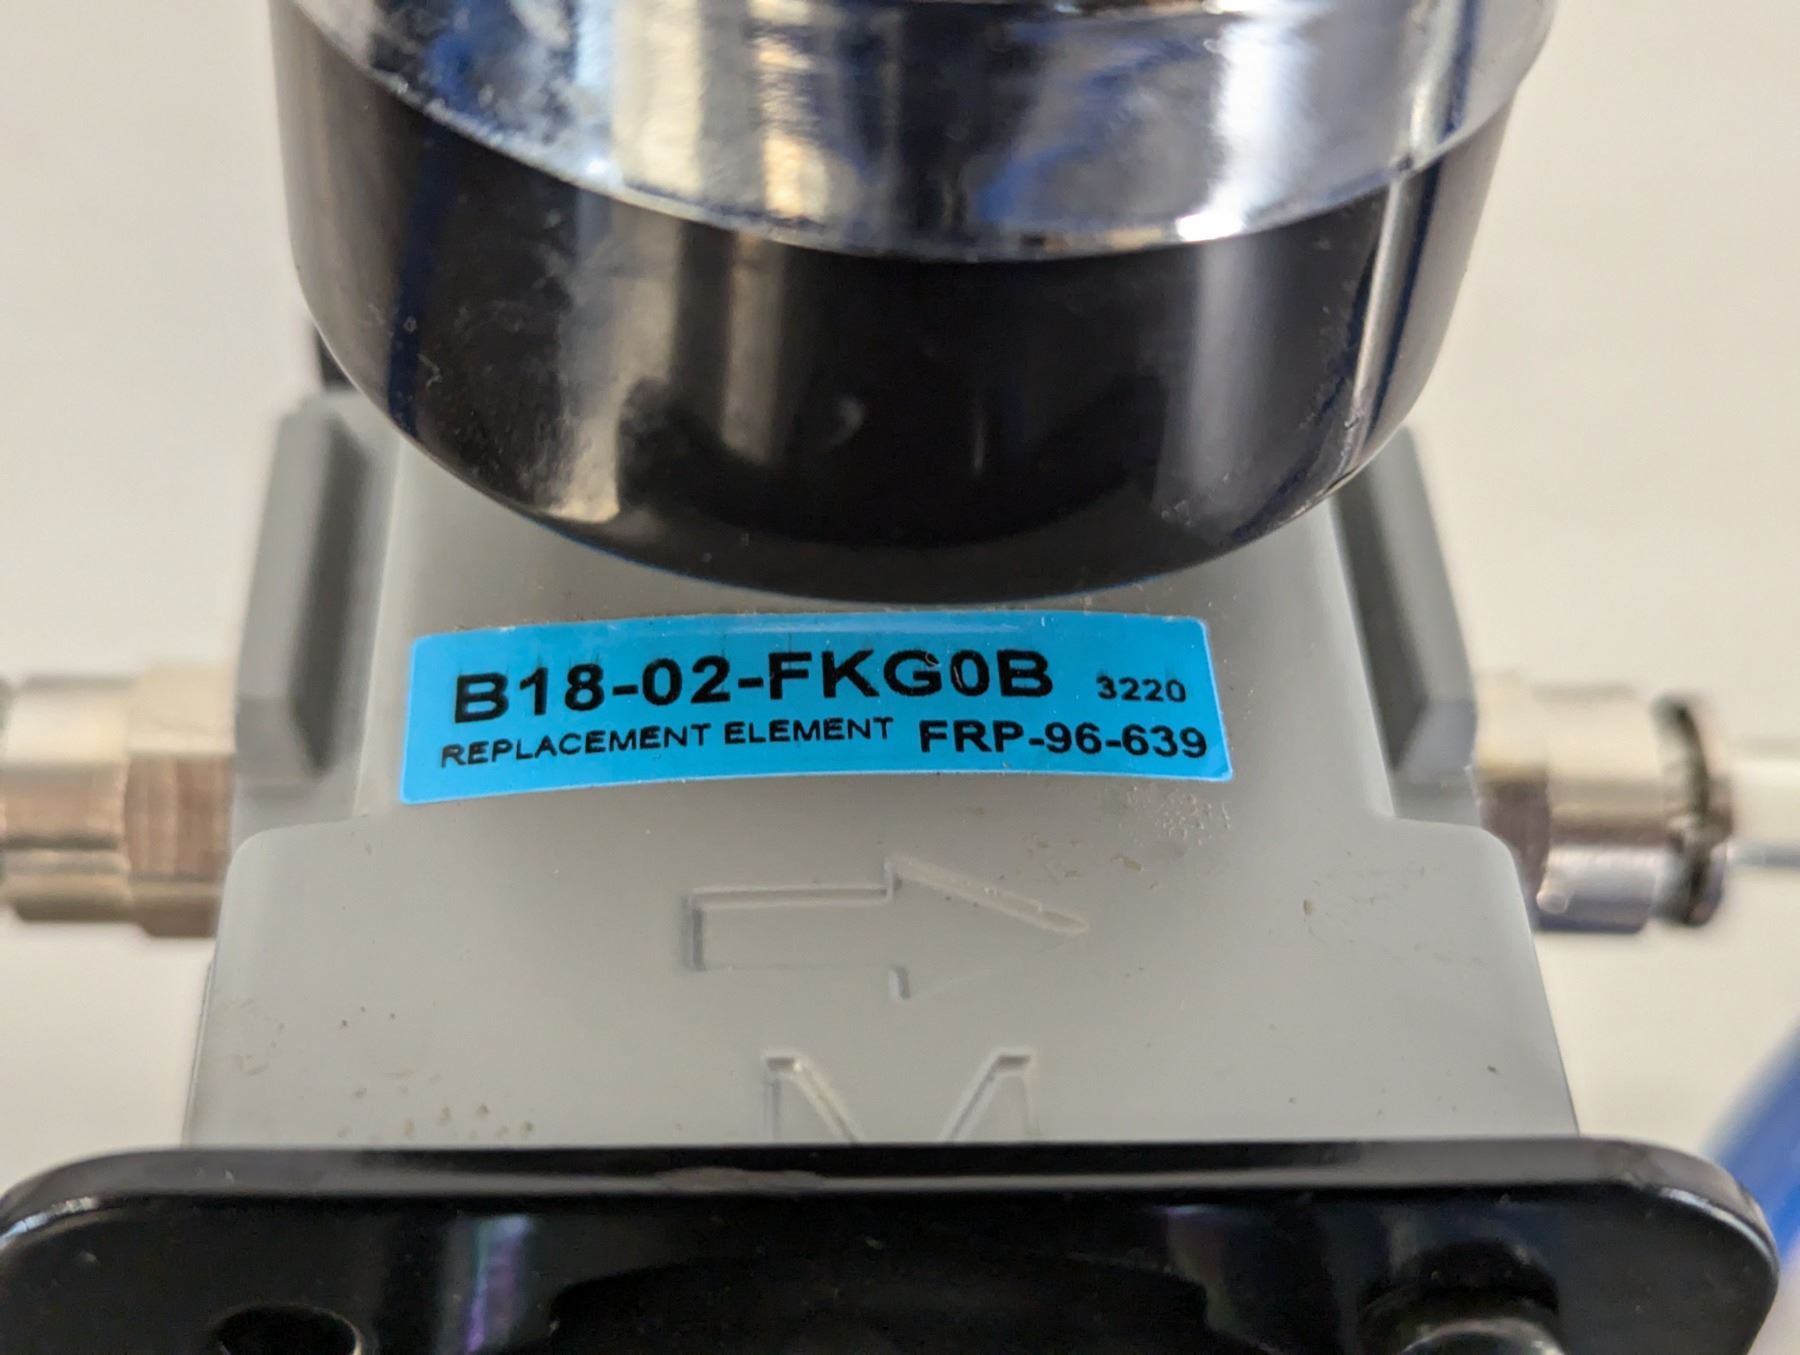 B18-02-FKG0B 3220
REPLACEMENT ELEMENT FRP-96-639